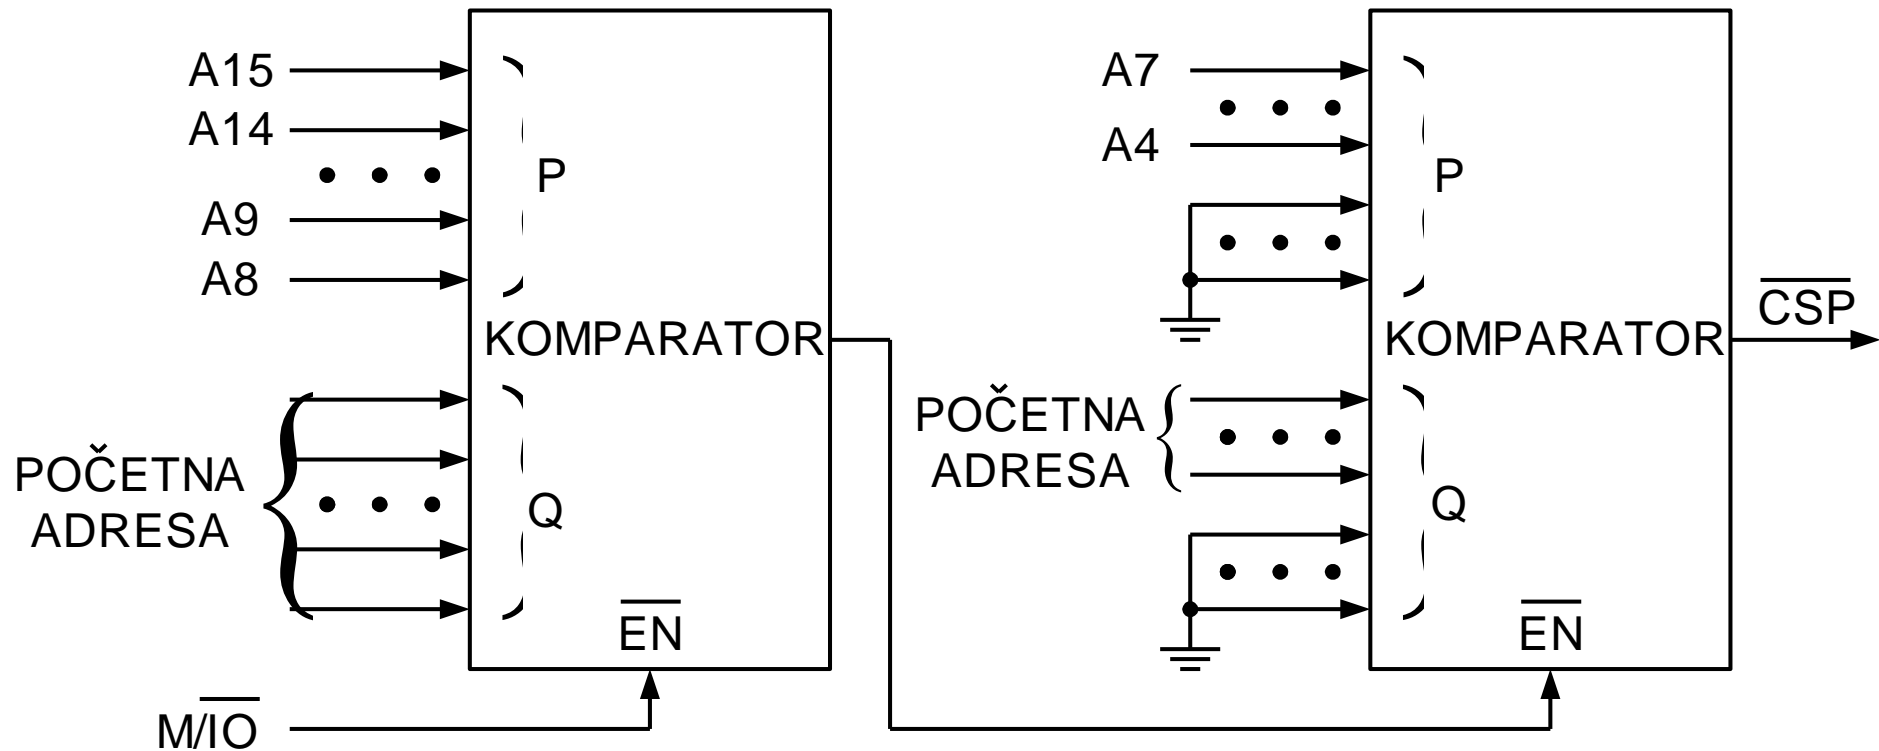 A15
A14
A9
A8
P
KOMPARATOR
POČETNA
ADRESA
Q
EN
M/IO
A7
A4
P
KOMPARATOR
CSP
POČETNA
ADRESA
Q
EN